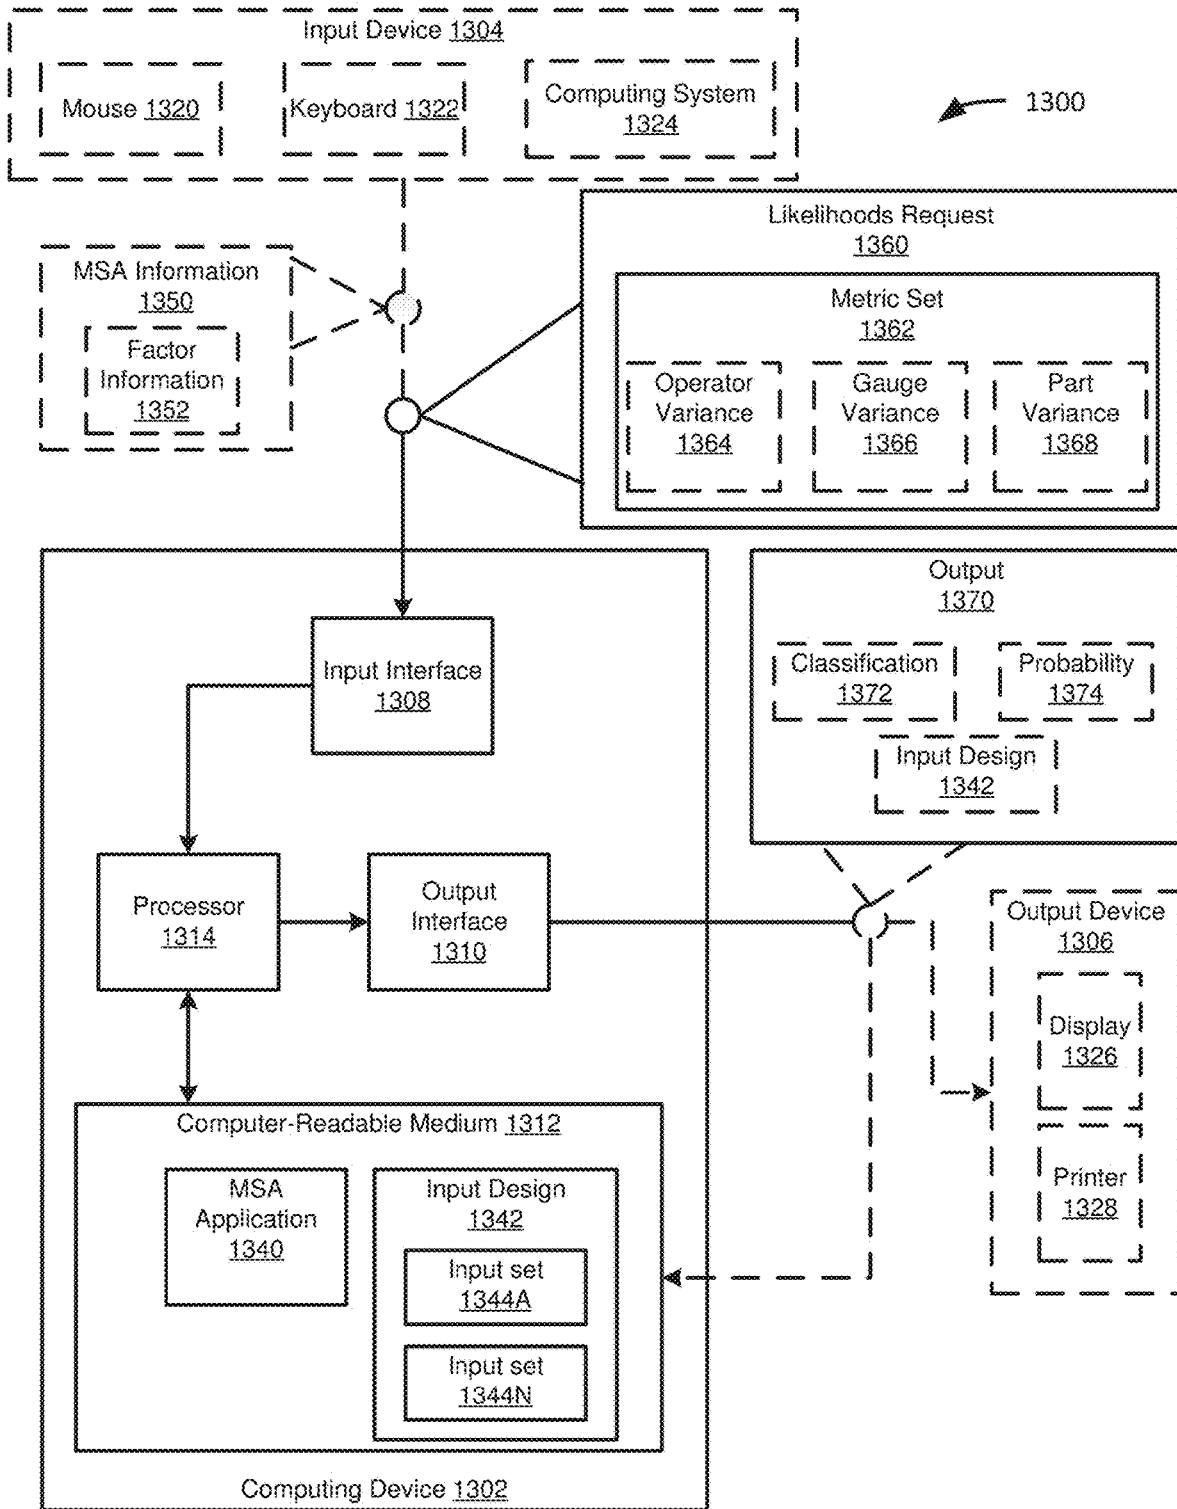 Input Device 1304
Mouse 1320
Keyboard 1322
Computing System
1324
1300
Likelihoods Request
1360
Metric Set
1362
Operator
Variance
1364
Gauge
Variance
1366
Part
Variance
1368
MSA Information
1350
Factor
Information
1352
Input Interface
1308
Output
1370
Classification
1372
Probability
1374
Input Design
1342
Processor
1314
Output
Interface
1310
Output Device
1306
Display
1326
Printer
1328
Computer-Readable Medium 1312
MSA
Application
1340
Input Design
1342
Input set
1344A
Input set
1344N
Computing Device 1302